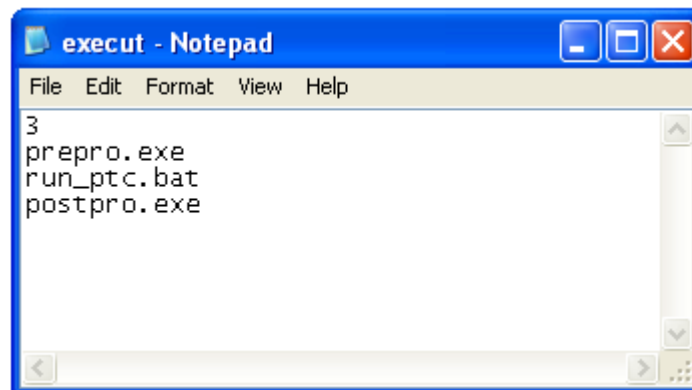 execut - Notepad
File Edit Format View Help
3
prepro.exe
run_ptc.bat
postpro.exe